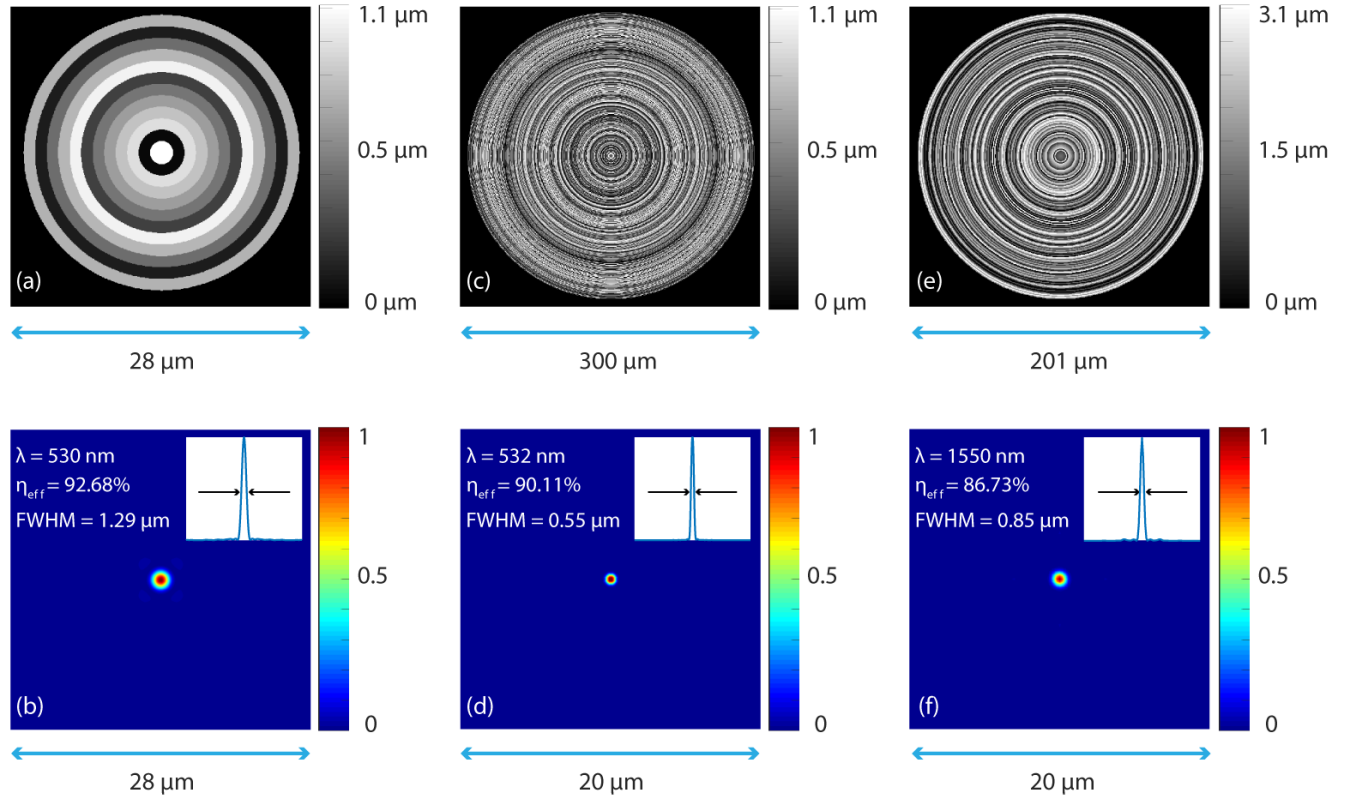 1.1 µm
0.5 µm
0 µm
(a)
28 µm
1.1 µm
0.5 µm
0 µm
(c)
300 µm
3.1 µm
1.5 µm
0 µm
(e)
201 µm
λ = 530 nm
ηeff = 92.68%
FWHM = 1.29 µm
1
0.5
0
(b)
28 µm
λ = 532 nm
ηeff = 90.11%
FWHM = 0.55 µm
1
0.5
0
(d)
20 µm
λ = 1550 nm
ηeff = 86.73%
FWHM = 0.85 µm
1
0.5
0
(f)
20 µm